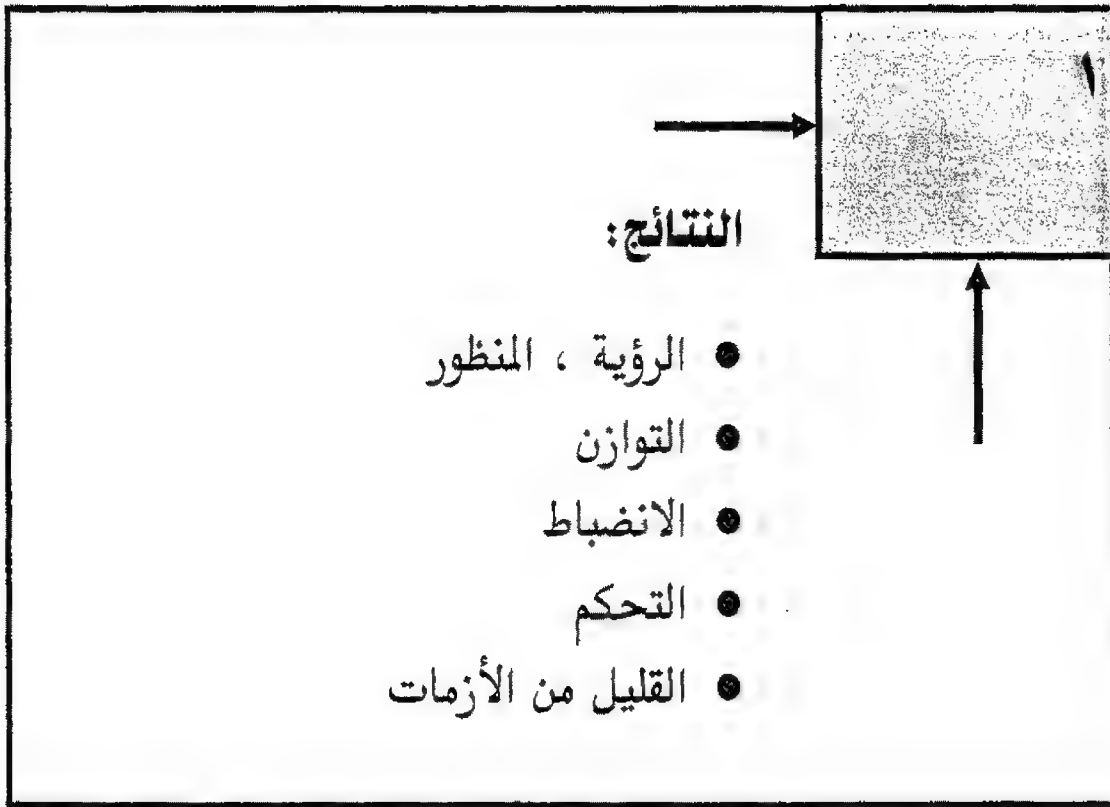 ١
النتائج:
● الرؤية ، المنظور
● التوازن
● الانضباط
● التحكم
● القليل من الأزمات